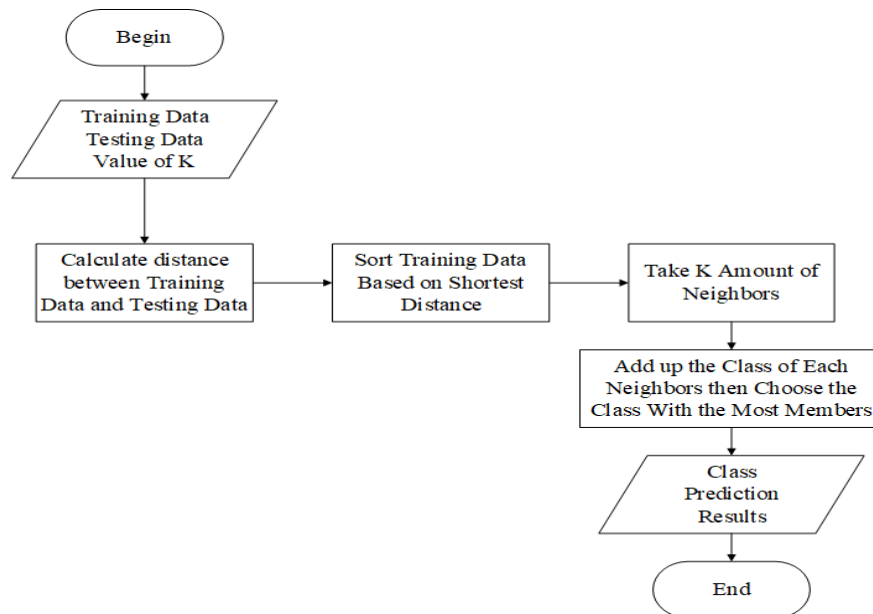 Begin
Training Data
Testing Data
Value of K
Calculate distance
between Training
Data and Testing Data
Sort Training Data
Based on Shortest
Distance
Take K Amount of
Neighbors
Add up the Class of Each
Neighbors then Choose the
Class With the Most Members
Class
Prediction
Results
End